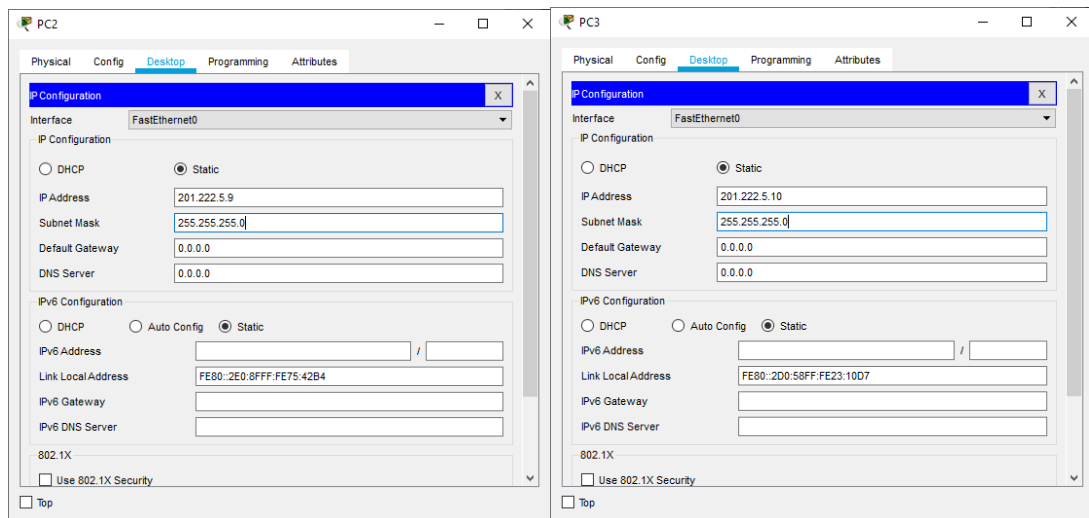 PC2
Physical Config Desktop Programming Attributes
IP Configuration X
Interface FastEthernet0
IP Configuration
DHCP Static
IP Address 201.222.5.9
Subnet Mask 255.255.255.0
Default Gateway 0.0.0.0
DNS Server 0.0.0.0
IPv6 Configuration
DHCP Auto Config Static
IPv6 Address /
Link Local Address FE80::2E0:8FFF:FE75:42B4
IPv6 Gateway
IPv6 DNS Server
802.1X
Use 802.1X Security
Top
PC3
Physical Config Desktop Programming Attributes
IP Configuration X
Interface FastEthernet0
IP Configuration
DHCP Static
IP Address 201.222.5.10
Subnet Mask 255.255.255.0
Default Gateway 0.0.0.0
DNS Server 0.0.0.0
IPv6 Configuration
DHCP Auto Config Static
IPv6 Address /
Link Local Address FE80::2D0:58FF:FE23:10D7
IPv6 Gateway
IPv6 DNS Server
802.1X
Use 802.1X Security
Top